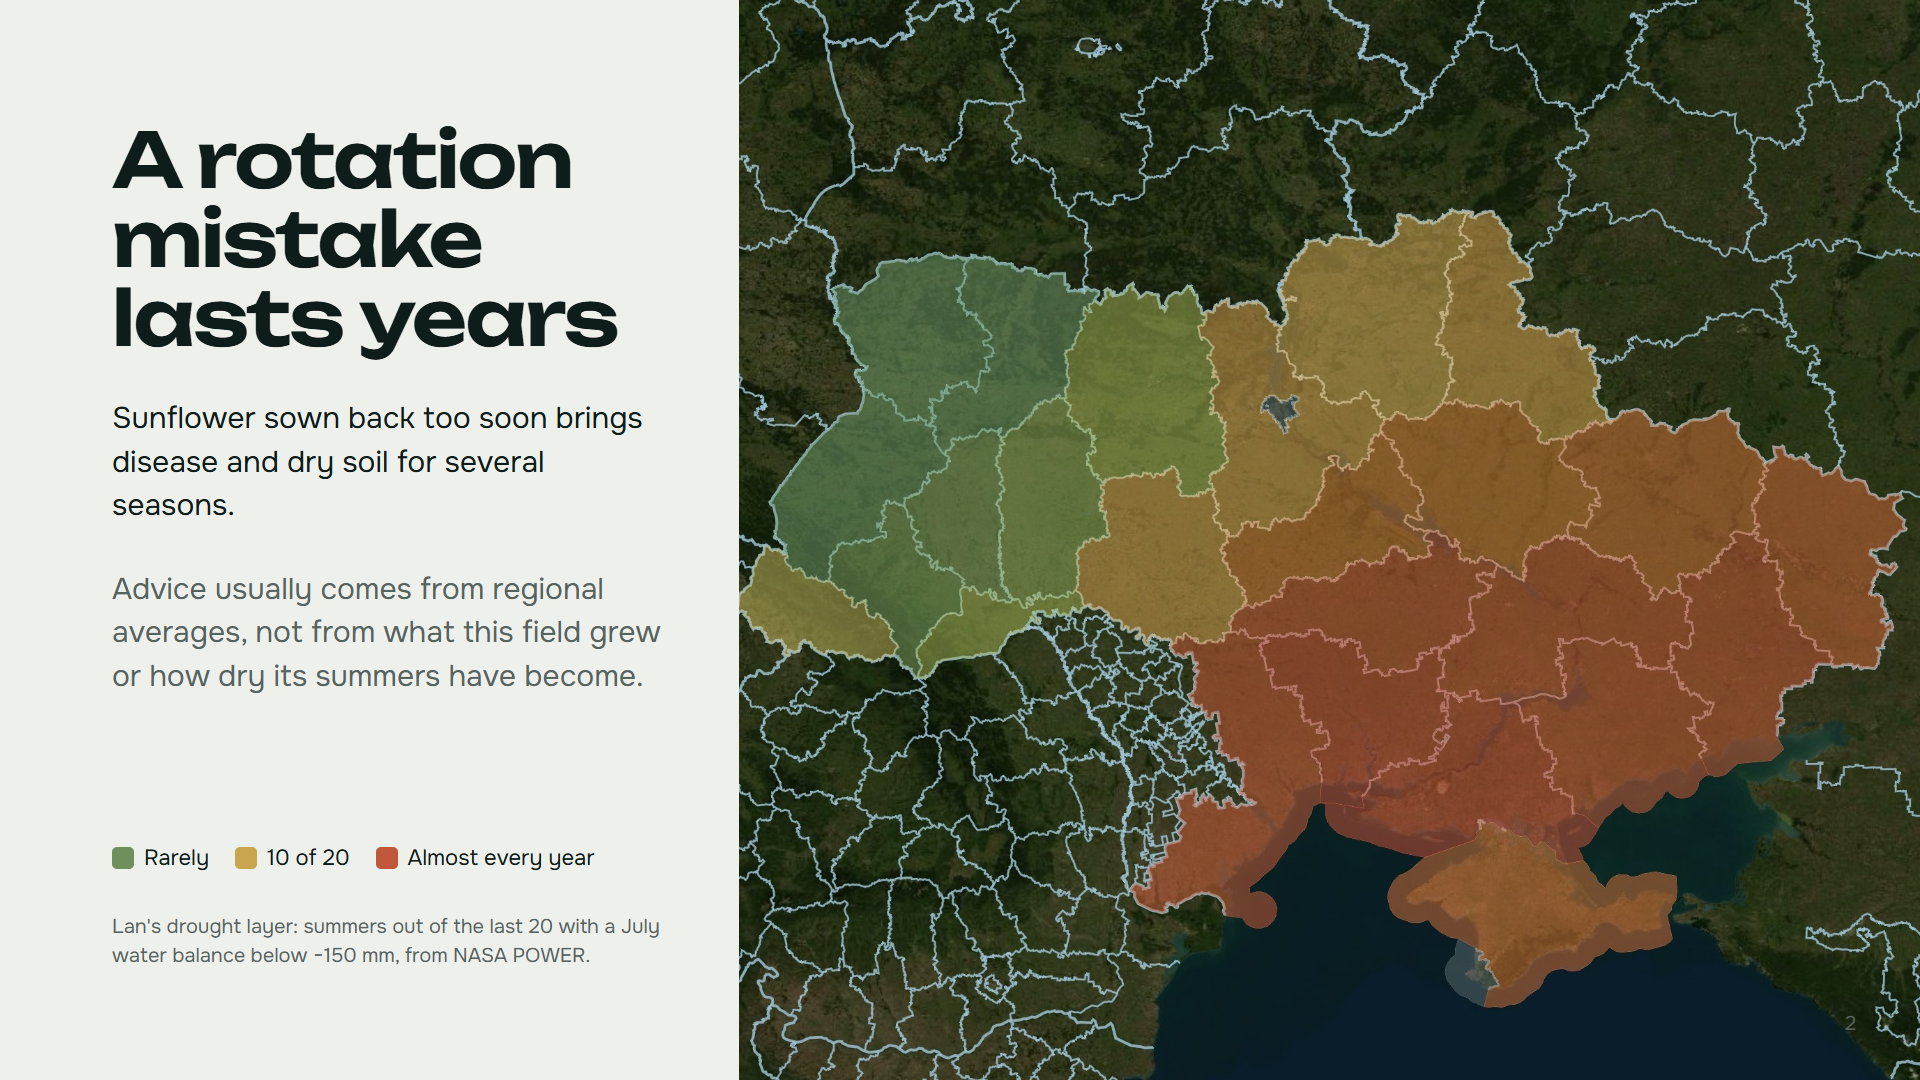 A rotation
mistake
lasts years
Sunflower sown back too soon brings
disease and dry soil for several
seasons.
Advice usually comes from regional
averages, not from what this field grew
or how dry its summers have become.
Rarely 10 of 20 Almost every year
Lan's drought layer: summers out of the last 20 with a July
water balance below -150 mm, from NASA POWER.
2